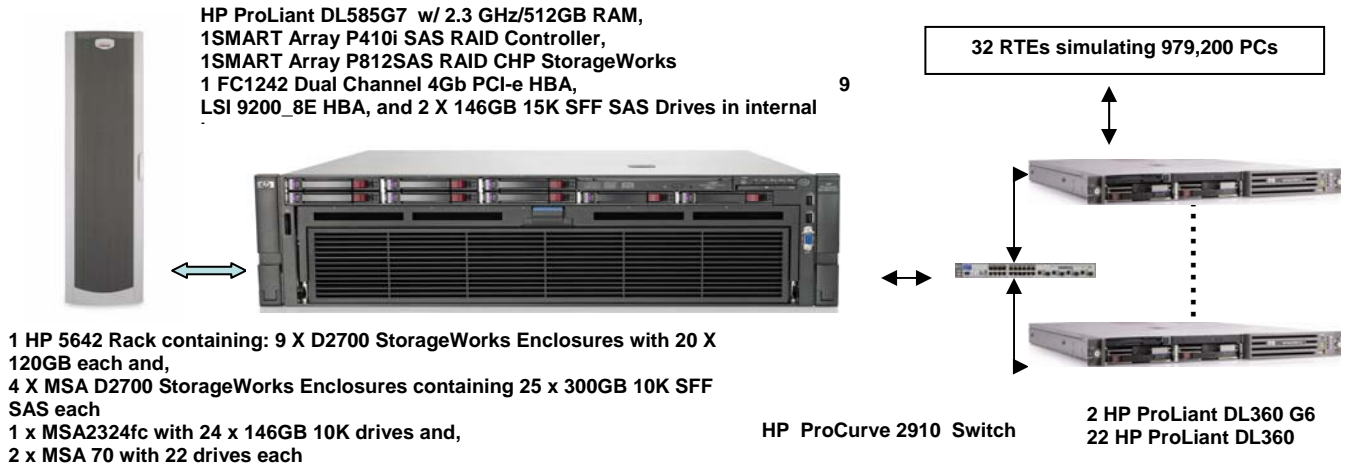 HP ProLiant DL585G7 w/ 2.3 GHz/512GB RAM,
1SMART Array P410i SAS RAID Controller,
1SMART Array P812SAS RAID CHP StorageWorks
1 FC1242 Dual Channel 4Gb PCI-e HBA, 9
LSI 9200_8E HBA, and 2 X 146GB 15K SFF SAS Drives in internal
32 RTEs simulating 979,200 PCs
1 HP 5642 Rack containing: 9 X D2700 StorageWorks Enclosures with 20 X
120GB each and,
4 X MSA D2700 StorageWorks Enclosures containing 25 x 300GB 10K SFF
SAS each
1 x MSA2324fc with 24 x 146GB 10K drives and,
2 x MSA 70 with 22 drives each
HP ProCurve 2910 Switch
2 HP ProLiant DL360 G6
22 HP ProLiant DL360